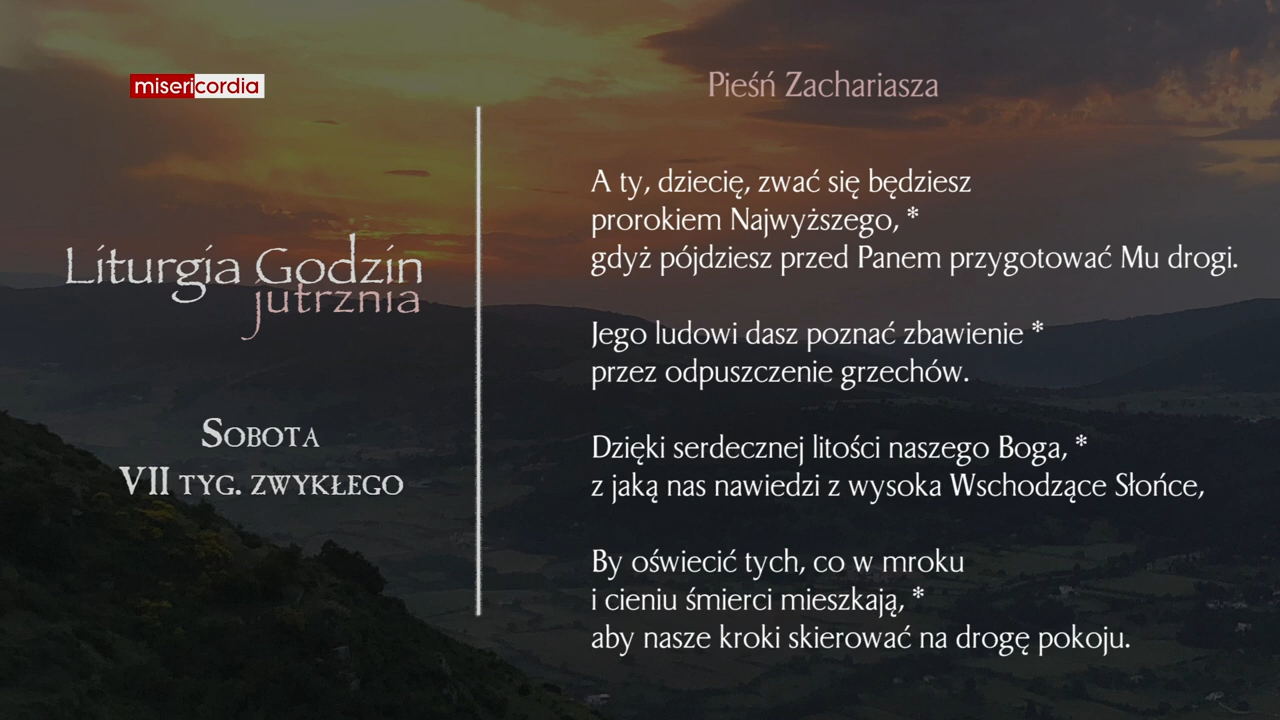 misericordia
Liturgia Godzin
jutrznia
Sobota
VII tyg. zwykłego
Pieśń Zachariasza
A ty, dziecię, zwać się będziesz
prorokiem Najwyższego, *
gdyż pójdziesz przed Panem przygotować Mu drogi.
Jego ludowi dasz poznać zbawienie *
przez odpuszczenie grzechów.
Dzięki serdecznej litości naszego Boga, *
z jaką nas nawiedzi z wysoka Wschodzące Słońce,
By oświecić tych, co w mroku
i cieniu śmierci mieszkają, *
aby nasze kroki skierować na drogę pokoju.